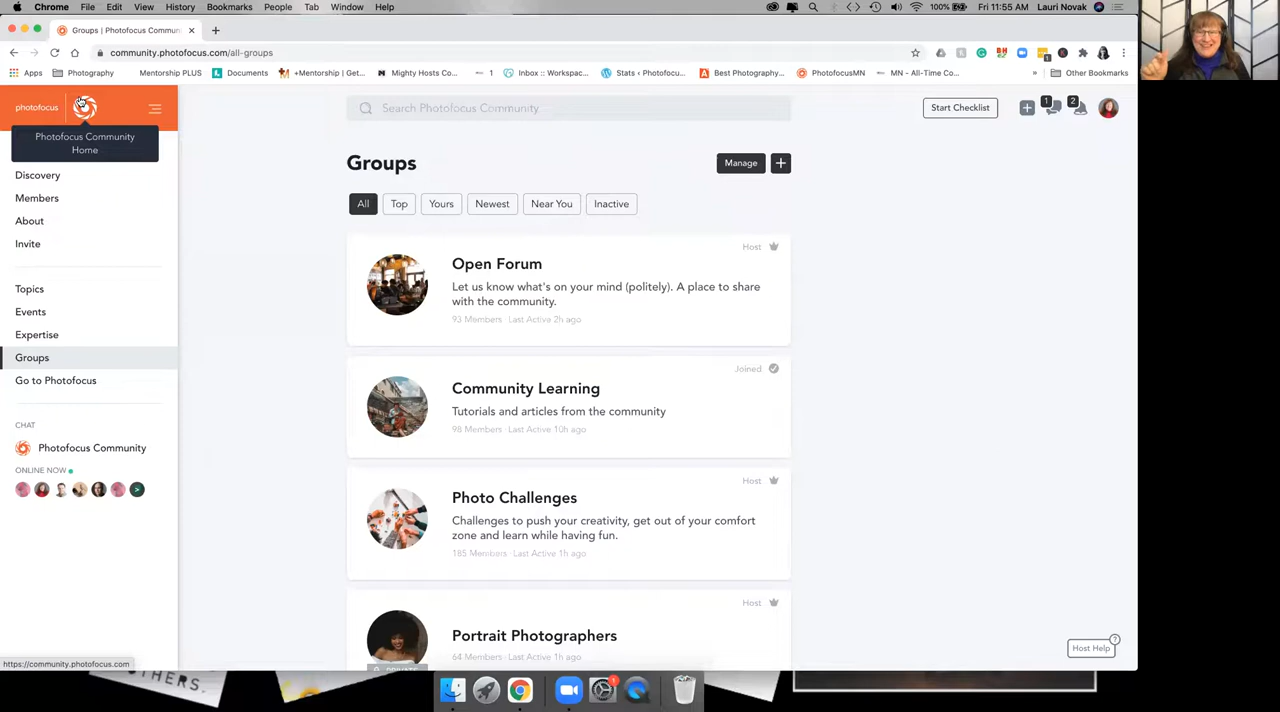 Chrome File Edit View History Bookmarks People Tab Window Help
100% Fri 11:55 AM Lauri Novak
Groups | Photofocus Commun
community.photofocus.com/all-groups
Apps Photography Mentorship PLUS Documents +Mentorship | Get... Mighty Hosts Co... 1 Inbox :: Workspac... Stats ‹ Photofocu... Best Photography... PhotofocusMN MN - All-Time Co... » Other Bookmarks
photofocus
Search Photofocus Community
Start Checklist
1
2
Photofocus Community
Home
Discovery
Members
About
Invite
Topics
Events
Expertise
Groups
Go to Photofocus
CHAT
Photofocus Community
ONLINE NOW
Groups
Manage
All Top Yours Newest Near You Inactive
Host
Open Forum
Let us know what's on your mind (politely). A place to share
with the community.
93 Members · Last Active 2h ago
Joined
Community Learning
Tutorials and articles from the community
98 Members · Last Active 10h ago
Host
Photo Challenges
Challenges to push your creativity, get out of your comfort
zone and learn while having fun.
185 Members · Last Active 1h ago
Host
Portrait Photographers
64 Members · Last Active 1h ago
PRIVATE
Host Help
?
https://community.photofocus.com
THERS,
1